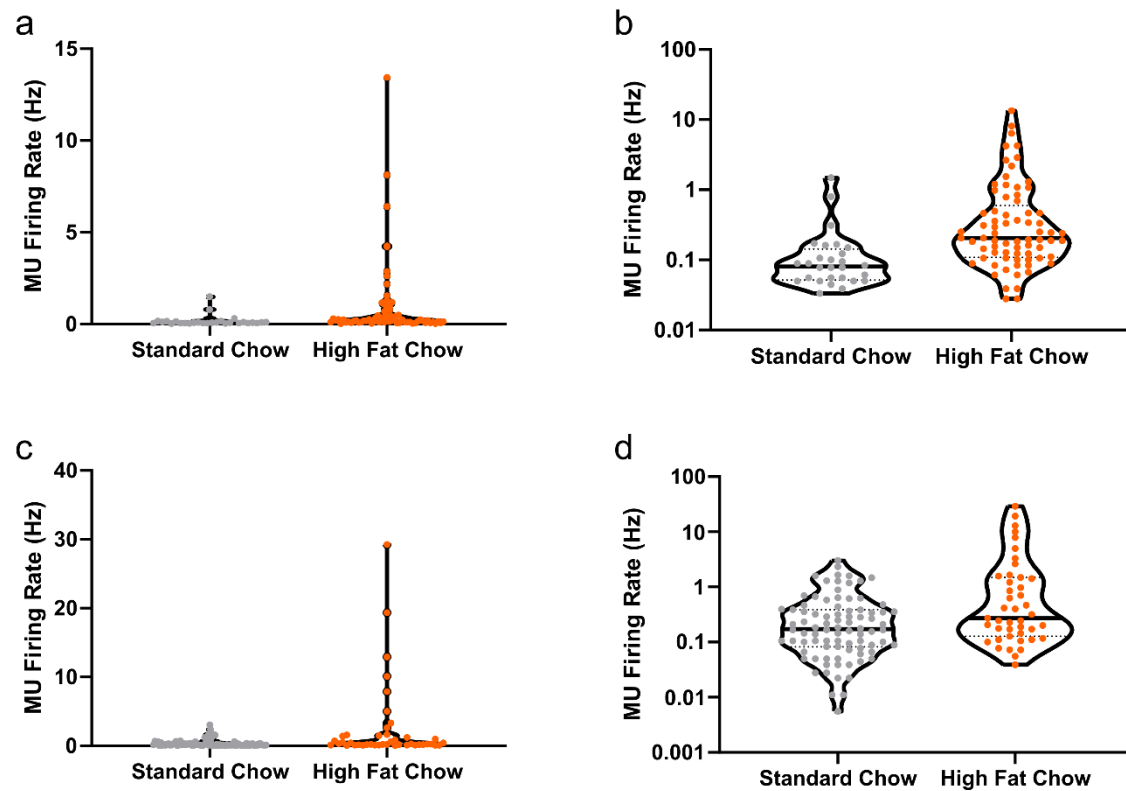 a
MU Firing Rate (Hz)
15
10
5
0
Standard Chow
High Fat Chow
b
MU Firing Rate (Hz)
100
10
1
0.1
0.01
Standard Chow
High Fat Chow
c
MU Firing Rate (Hz)
40
30
20
10
0
Standard Chow
High Fat Chow
d
MU Firing Rate (Hz)
100
10
1
0.1
0.01
0.001
Standard Chow
High Fat Chow